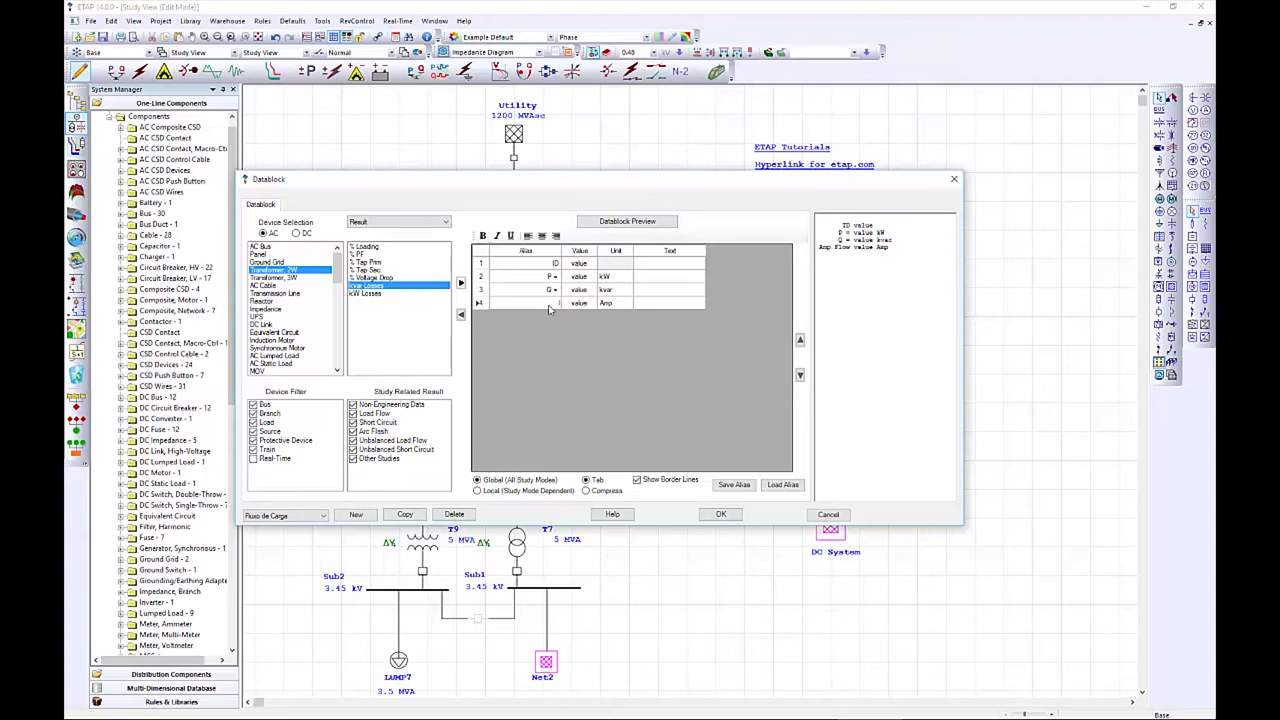 ETAP 14.0.0 - [Study View (Edit Mode)]
File Edit View Project Library Warehouse Rules Defaults Tools RevControl Real-Time Window Help
Example Default Phase
Base Study View Study View Normal Impedance Diagram 0.48
N-2
System Manager
One-Line Components
Components
AC Composite CSD
AC CSD Contact
AC CSD Contact, Macro-Ctrl
AC CSD Control Cable
AC CSD Devices
AC CSD Push Button
AC CSD Wires
Battery - 1
Bus - 30
Bus Duct - 1
Cable - 28
Capacitor - 1
Charger - 1
Circuit Breaker, HV - 22
Circuit Breaker, LV - 17
Composite CSD
Composite, Motor - 1
Composite, Network - 7
Contactor - 1
CSD Contact
CSD Contact, Macro-Ctrl - 1
CSD Control Cable - 2
CSD Devices - 24
CSD Push Button - 7
CSD Wires - 31
DC Bus - 12
DC Circuit Breaker - 12
DC Converter - 1
DC Fuse - 12
DC Impedance - 5
DC Link, High-Voltage
DC Lumped Load - 1
DC Motor - 1
DC Static Load - 1
DC Switch, Double-Throw
DC Switch, Single-Throw
Equivalent Circuit
Filter, Harmonic
Fuse - 7
Generator, Synchronous - 1
Ground Grid - 2
Ground Switch - 1
Grounding/Earthing Adapte
Impedance, Branch
Inverter - 1
Lumped Load - 9
Meter, Ammeter
Meter, Multi-Meter
Meter, Voltmeter
Distribution Components
Multi-Dimensional Database
Rules & Libraries
Utility
1200 MVAsc
ETAP Tutorials
Hyperlink for etap.com
Datablock
Datablock
Device Selection
AC DC
Result
Datablock Preview
AC Bus
Panel
Ground Grid
Transformer, 2W
Transformer, 3W
AC Cable
Transmission Line
Reactor
Impedance
UPS
DC Link
Equivalent Circuit
Induction Motor
Synchronous Motor
AC Lumped Load
AC Static Load
MOV
% Loading
% PF
% Tap Prim
% Tap Sec
% Voltage Drop
kvar Losses
kW Losses
B I U
Alias Value Unit Text
1 ID value
2 P = value kW
3 Q = value kvar
4 I value Amp
ID value
P = value kW
Q = value kvar
Amp Flow value Amp
Device Filter
Bus
Branch
Load
Source
Protective Device
Train
Real-Time
Study Related Result
Non-Engineering Data
Load Flow
Short Circuit
Arc Flash
Unbalanced Load Flow
Unbalanced Short Circuit
Other Studies
Global (All Study Modes) Tab Show Border Lines
Local (Study Mode Dependent) Compress
Save Alias Load Alias
Fluxo de Carga New Copy Delete Help OK Cancel
T9
5 MVA
T7
5 MVA
DC System
Sub2
3.45 kV
Sub1
3.45 kV
LUMP7
3.5 MVA
Net2
Base